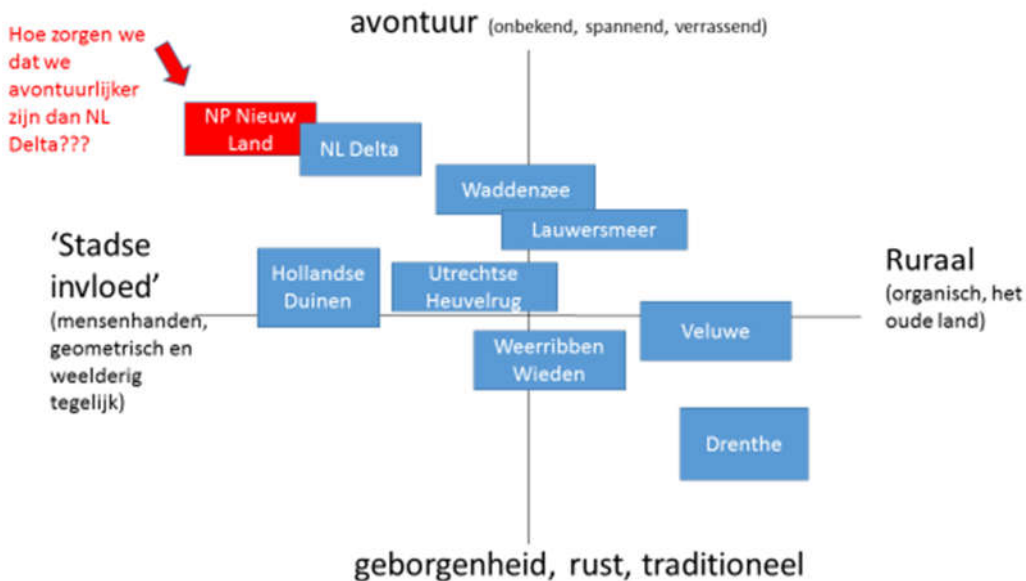 avontuur (onbekend, spannend, verrassend)
Hoe zorgen we
dat we
avontuurlijker
zijn dan NL
Delta???
NP Nieuw
Land
NL Delta
Waddenzee
Lauwersmeer
‘Stadse
invloed’
(mensenhanden,
geometrisch en
weelderig
tegelijk)
Hollandse
Duinen
Utrechtse
Heuvelrug
Ruraal
(organisch, het
oude land)
Veluwe
Weerribben
Wieden
Drenthe
geborgenheid, rust, traditioneel